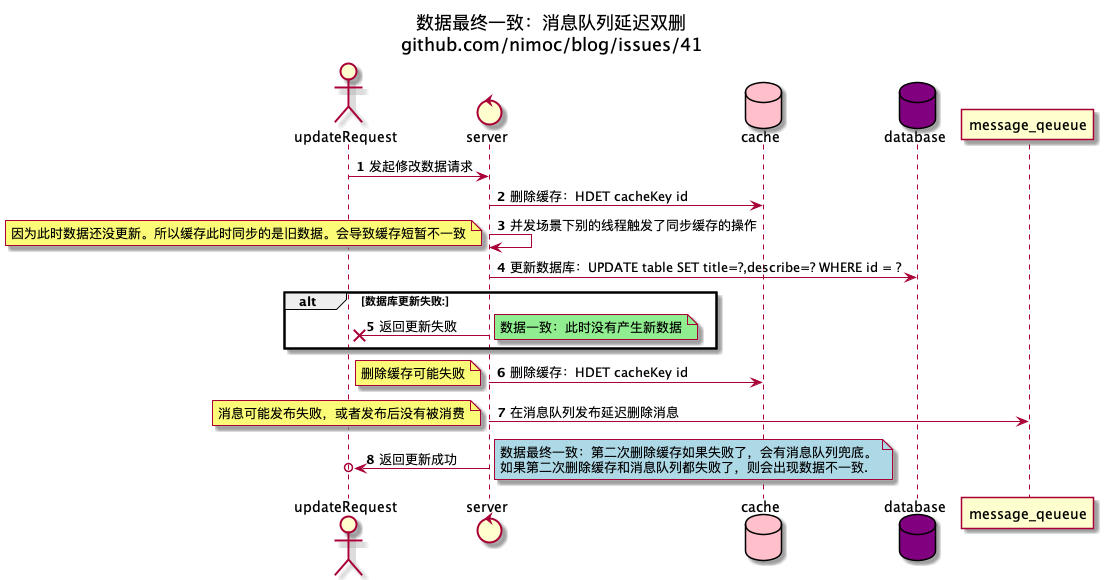 数据最终一致：消息队列延迟双删
github.com/nimoc/blog/issues/41
updateRequest
server
cache
database
message_qeueue
1 发起修改数据请求
2 删除缓存：HDET cacheKey id
因为此时数据还没更新。所以缓存此时同步的是旧数据。会导致缓存短暂不一致
3 并发场景下别的线程触发了同步缓存的操作
4 更新数据库：UPDATE table SET title=?,describe=? WHERE id = ?
alt [数据库更新失败:]
5 返回更新失败
数据一致：此时没有产生新数据
删除缓存可能失败
6 删除缓存：HDET cacheKey id
消息可能发布失败，或者发布后没有被消费
7 在消息队列发布延迟删除消息
8 返回更新成功
数据最终一致：第二次删除缓存如果失败了，会有消息队列兜底。
如果第二次删除缓存和消息队列都失败了，则会出现数据不一致.
updateRequest
server
cache
database
message_qeueue